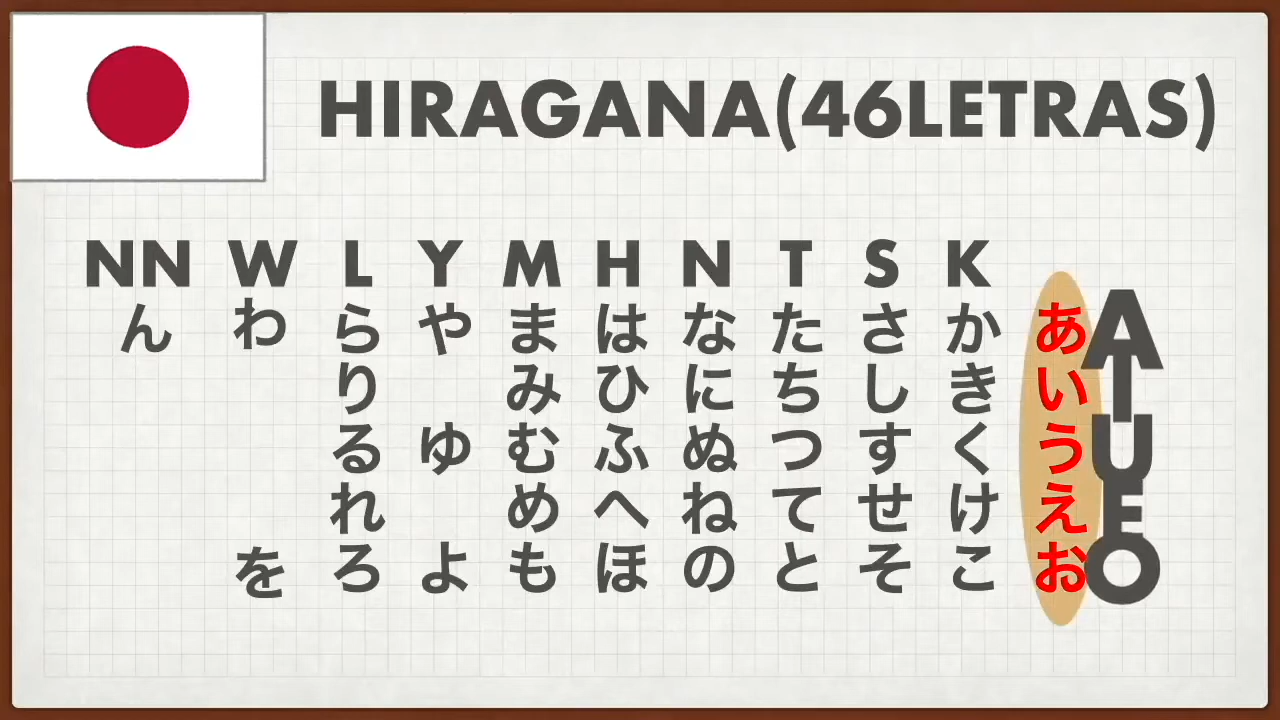 HIRAGANA(46LETRAS)
NN W L Y M H N T S K
ん わ ら や ま は な た さ か あ A
り み ひ に ち し き い I
る ゆ む ふ ぬ つ す く う U
れ め へ ね て せ け え E
を ろ よ も ほ の と そ こ お O